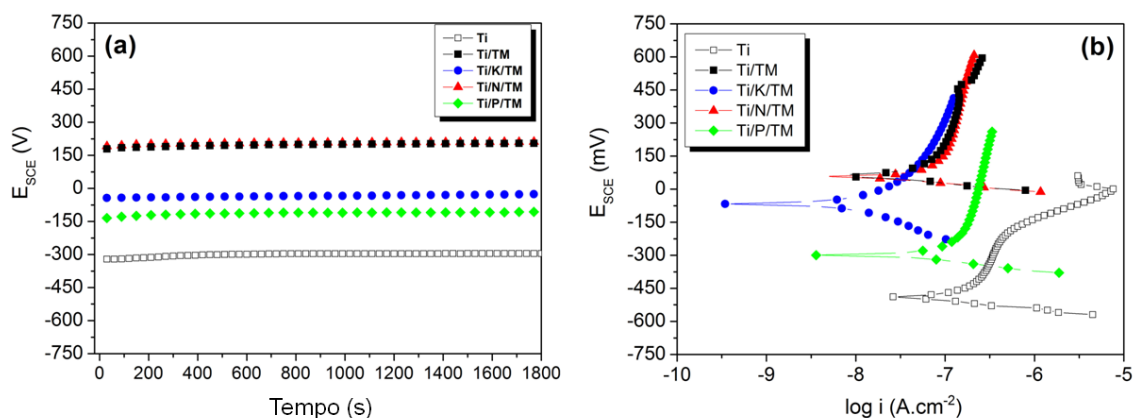 (a)
Ti
Ti/TM
Ti/K/TM
Ti/N/TM
Ti/P/TM
750
600
450
300
150
0
-150
-300
-450
-600
-750
E_SCE (V)
0 200 400 600 800 1000 1200 1400 1600 1800
Tempo (s)
(b)
Ti
Ti/TM
Ti/K/TM
Ti/N/TM
Ti/P/TM
750
600
450
300
150
0
-150
-300
-450
-600
-750
E_SCE (mV)
-10 -9 -8 -7 -6 -5
log i (A.cm⁻²)